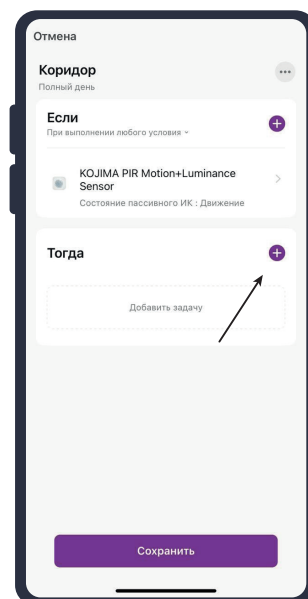 Отмена
Коридор
Полный день
Если
При выполнении любого условия
KOJIMA PIR Motion+Luminance
Sensor
Состояние пассивного ИК : Движение
Тогда
Добавить задачу
Сохранить